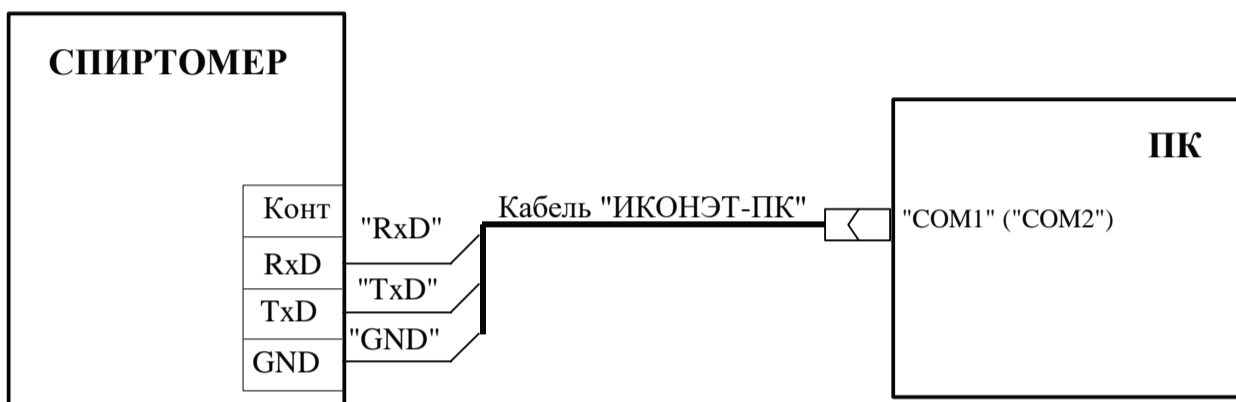 СПИРТОМЕР
ПК
Конт
"RxD"
Кабель "ИКОНЭТ-ПК"
"COM1" ("COM2")
RxD
"TxD"
TxD
"GND"
GND